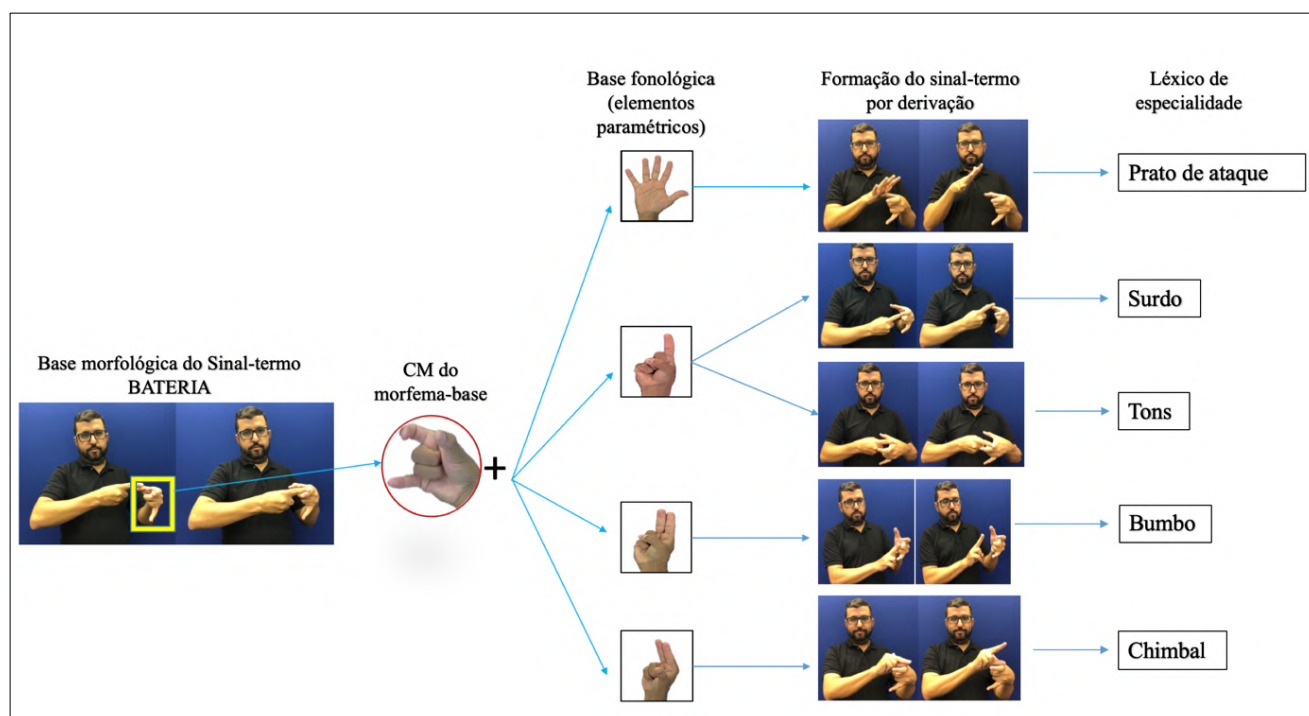 Base fonológica
(elementos
paramétricos)
Formação do sinal-termo
por derivação
Léxico de
especialidade
Prato de ataque
Surdo
Base morfológica do Sinal-termo
BATERIA
CM do
morfema-base
+
Tons
Bumbo
Chimbal